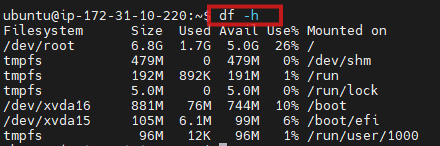 ubuntu@ip-172-31-10-220:~$ df -h
Filesystem Size Used Avail Use% Mounted on
/dev/root 6.8G 1.7G 5.0G 26% /
tmpfs 479M 0 479M 0% /dev/shm
tmpfs 192M 892K 191M 1% /run
tmpfs 5.0M 0 5.0M 0% /run/lock
/dev/xvda16 881M 76M 744M 10% /boot
/dev/xvda15 105M 6.1M 99M 6% /boot/efi
tmpfs 96M 12K 96M 1% /run/user/1000